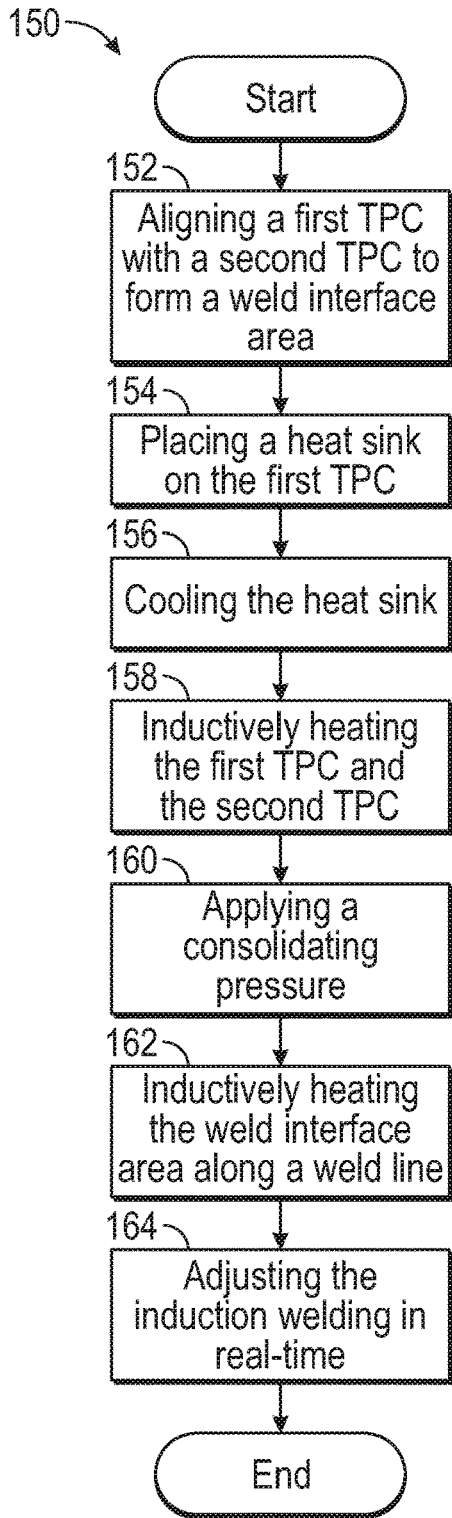 150
Start
152
Aligning a first TPC
with a second TPC to
form a weld interface
area
154
Placing a heat sink
on the first TPC
156
Cooling the heat sink
158
Inductively heating
the first TPC and
the second TPC
160
Applying a
consolidating
pressure
162
Inductively heating
the weld interface
area along a weld line
164
Adjusting the
induction welding in
real-time
End